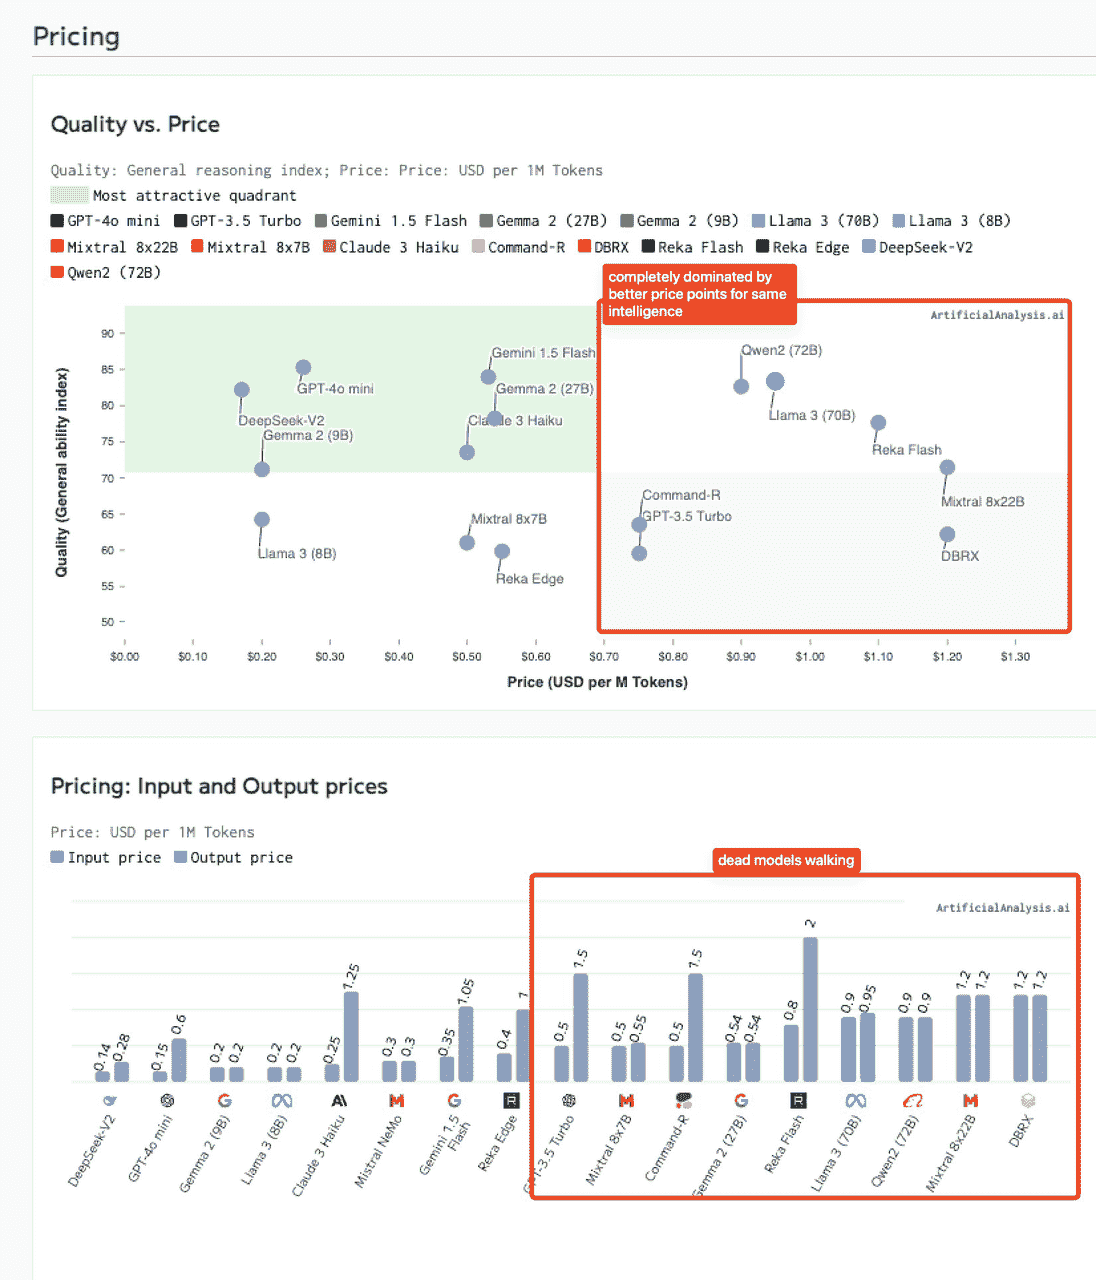 Pricing
Quality vs. Price
Quality: General reasoning index; Price: Price: USD per 1M Tokens
Most attractive quadrant
GPT-4o mini GPT-3.5 Turbo Gemini 1.5 Flash Gemma 2 (27B) Gemma 2 (9B) Llama 3 (70B) Llama 3 (8B)
Mixtral 8x22B Mixtral 8x7B Claude 3 Haiku Command-R DBRX Reka Flash Reka Edge DeepSeek-V2
Qwen2 (72B)
completely dominated by
better price points for same
intelligence
ArtificialAnalysis.ai
Quality (General ability index)
90
85
80
75
70
65
60
55
50
Gemini 1.5 Flash
Qwen2 (72B)
GPT-4o mini
Gemma 2 (27B)
Llama 3 (70B)
DeepSeek-V2
Claude 3 Haiku
Gemma 2 (9B)
Reka Flash
Command-R
Mixtral 8x22B
GPT-3.5 Turbo
Mixtral 8x7B
Llama 3 (8B)
DBRX
Reka Edge
$0.00 $0.10 $0.20 $0.30 $0.40 $0.50 $0.60 $0.70 $0.80 $0.90 $1.00 $1.10 $1.20 $1.30
Price (USD per M Tokens)
Pricing: Input and Output prices
Price: USD per 1M Tokens
Input price Output price
dead models walking
ArtificialAnalysis.ai
0.14 0.28 0.15 0.6 0.2 0.2 0.2 0.2 0.25 1.25 0.3 0.3 0.35 1.05 0.4 1 0.5 1.5 0.5 0.55 0.5 1.5 0.54 0.54 0.8 2 0.9 0.95 0.9 0.9 1.2 1.2 1.2 1.2
DeepSeek-V2
GPT-4o mini
Gemma 2 (9B)
Llama 3 (8B)
Claude 3 Haiku
Mistral NeMo
Gemini 1.5
Flash
Reka Edge
GPT-3.5 Turbo
Mixtral 8x7B
Command-R
Gemma 2 (27B)
Reka Flash
Llama 3 (70B)
Qwen2 (72B)
Mixtral 8x22B
DBRX